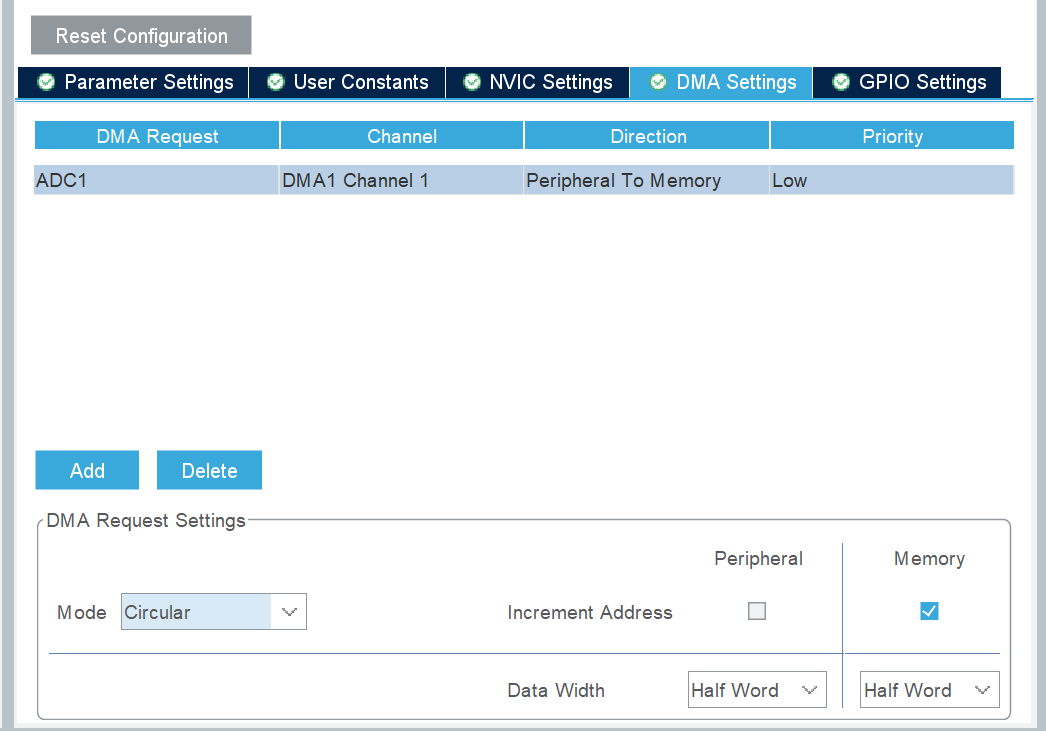 Reset Configuration
Parameter Settings User Constants NVIC Settings DMA Settings GPIO Settings
DMA Request Channel Direction Priority
ADC1 DMA1 Channel 1 Peripheral To Memory Low
Add Delete
DMA Request Settings
Peripheral Memory
Mode Circular Increment Address
Data Width Half Word Half Word